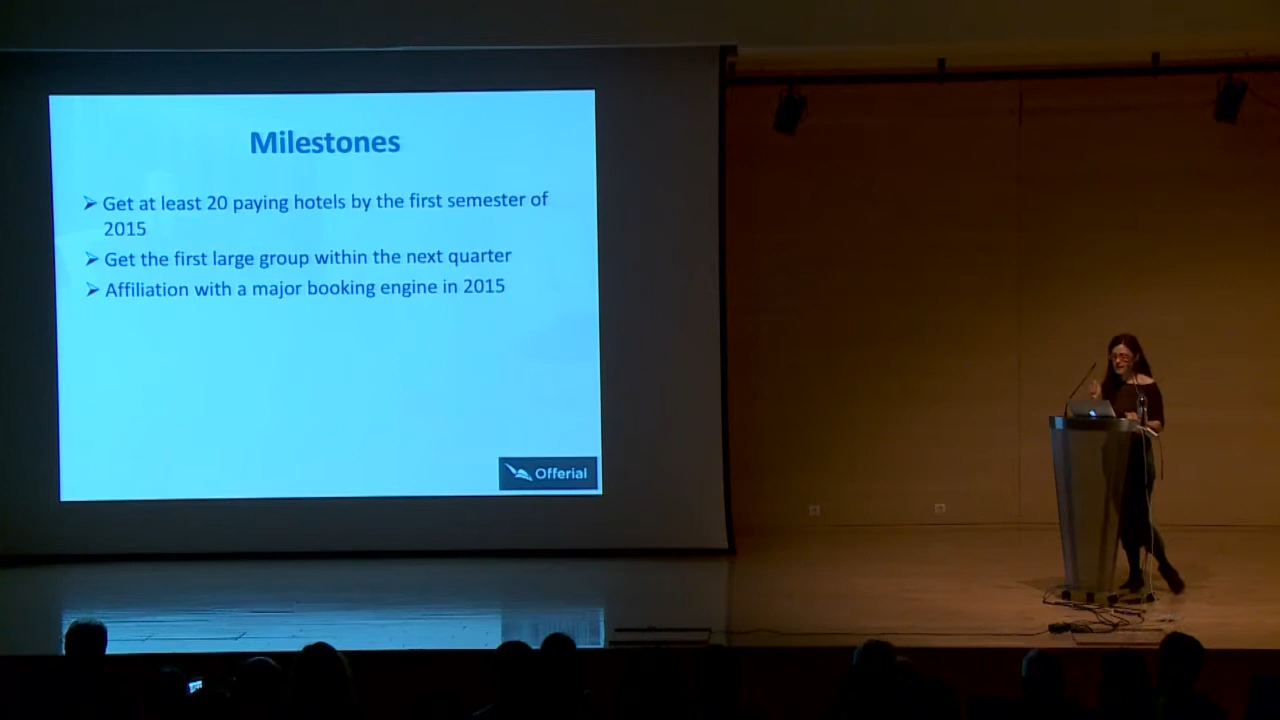 Milestones
➢ Get at least 20 paying hotels by the first semester of
2015
➢ Get the first large group within the next quarter
➢ Affiliation with a major booking engine in 2015
Offerial